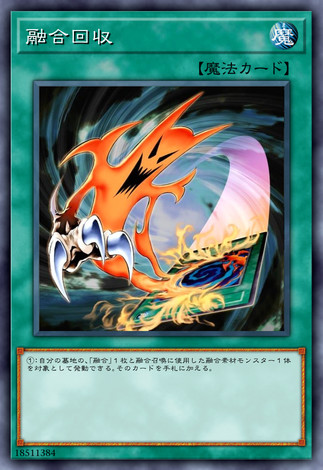 融合回収
魔
【魔法カード】
①:自分の墓地の、「融合」1枚と融合召喚に使用した融合素材モンスター1体
を対象として発動できる。そのカードを手札に加える。
18511384